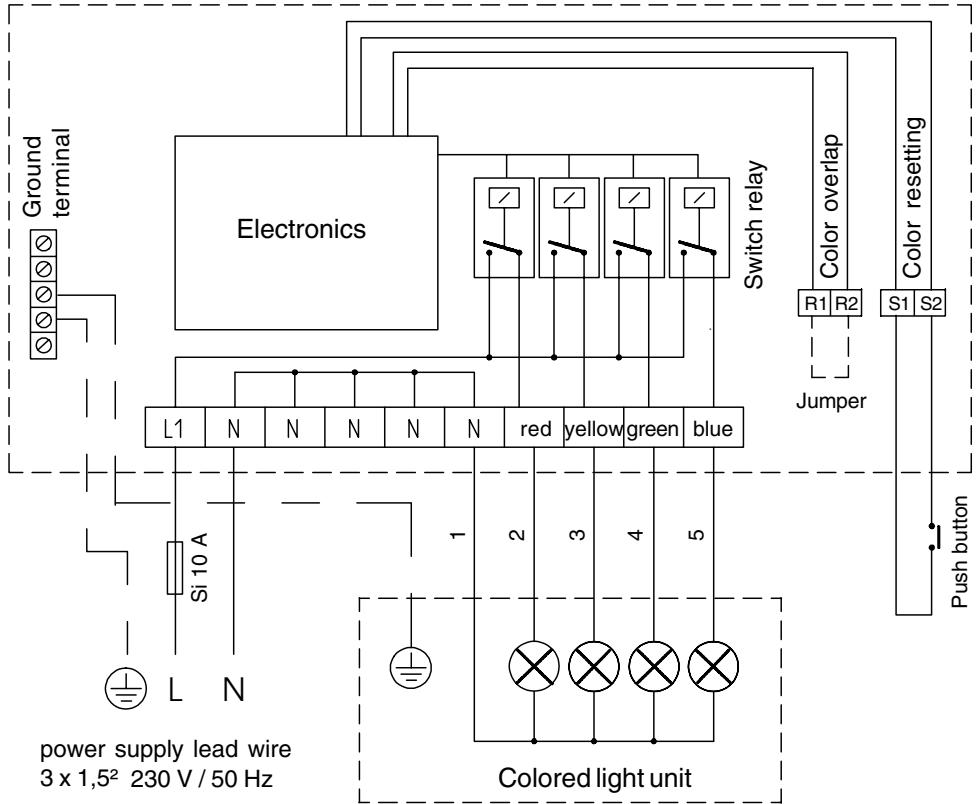 Ground
terminal
Electronics
Switch relay
Color overlap
Color resetting
R1 R2
S1 S2
Jumper
L1 N N N N N red yellow green blue
1 2 3 4 5
Si 10 A
Push button
L N
power supply lead wire
3 x 1,5² 230 V / 50 Hz
Colored light unit